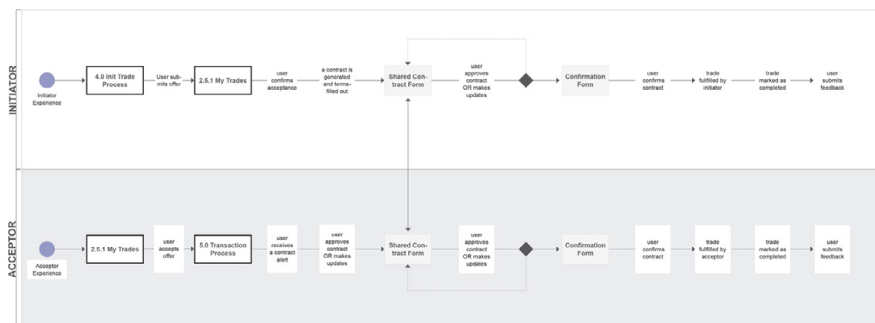 INITIATOR
Initiator
Experience
4.0 Init Trade
Process
User sub-
mits offer
2.5.1 My Trades
user
confirms
acceptance
a contract is
generated
and terms-
filled out
Shared Con-
tract Form
user
approves
contract
OR makes
updates
Confirmation
Form
user
confirms
contract
trade
fullfilled by
initiator
trade
marked as
completed
user
submits
feedback
ACCEPTOR
Acceptor
Experience
2.5.1 My Trades
user
accepts
offer
5.0 Transaction
Process
user
receives
a contract
alert
user
approves
contract
OR makes
updates
Shared Con-
tract Form
user
approves
contract
OR makes
updates
Confirmation
Form
user
confirms
contract
trade
fullfilled by
acceptor
trade
marked as
completed
user
submits
feedback